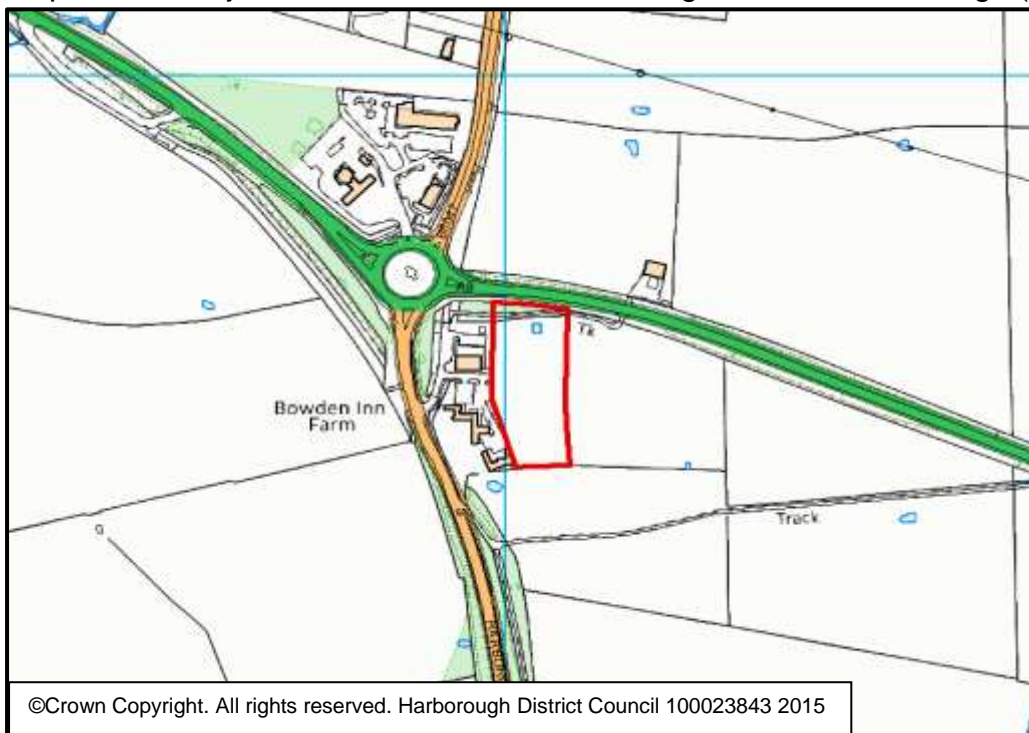 A6
Tk
Bowden Inn
Farm
Track
©Crown Copyright. All rights reserved. Harborough District Council 100023843 2015